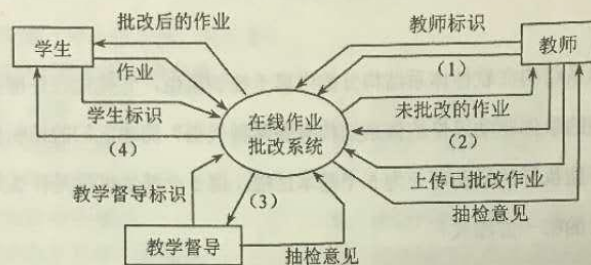 批改后的作业
教师标识
学生
教师
作业
(1)
学生标识
在线作业
批改系统
未批改的作业
(2)
(4)
上传已批改作业
教学督导标识
(3)
抽检意见
教学督导
抽检意见